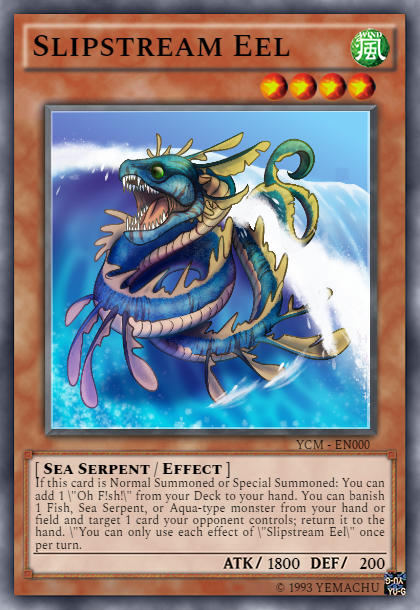 Slipstream Eel
WIND
風
YCM - EN000
[ Sea Serpent / Effect ]
If this card is Normal Summoned or Special Summoned: You can
add 1 \"Oh F!sh!\" from your Deck to your hand. You can banish
1 Fish, Sea Serpent, or Aqua-type monster from your hand or
field and target 1 card your opponent controls; return it to the
hand. \"You can only use each effect of \"Slipstream Eel\" once
per turn.
ATK/ 1800 DEF/ 200
© 1993 YEMACHU
YU-G